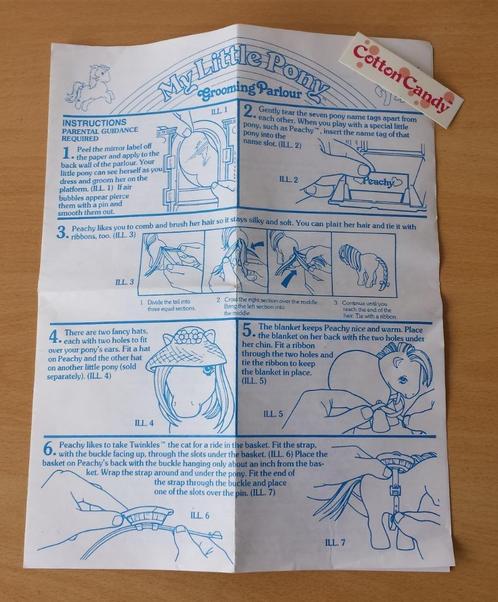 Cotton Candy
My Little Pony
Grooming Parlour
INSTRUCTIONS
PARENTAL GUIDANCE
REQUIRED
1. Peel the mirror label off
the paper and apply to the
back wall of the parlour. Your
little pony can see herself as you
dress and groom her on the
platform. (ILL. 1) If air
bubbles appear pierce
them with a pin and
smooth them out.
ILL. 1
2. Gently tear the seven pony name tags apart from
each other. When you play with a special little
pony, such as Peachy™, insert the name tag of that
pony into the
name slot. (ILL. 2)
ILL. 2
Peachy
3. Peachy likes you to comb and brush her hair so it stays silky and soft. You can plait her hair and tie it with
ribbons, too. (ILL. 3)
ILL. 3
1. Divide the tail into
three equal sections.
2. Cross the right section over the middle.
Bring the left section into
the middle
3. Continue until you
reach the end of the
hair. Tie with a ribbon.
4. There are two fancy hats,
each with two holes to fit
over your pony's ears. Fit a hat
on Peachy and the other hat
on another little pony (sold
separately). (ILL. 4)
ILL. 4
5. The blanket keeps Peachy nice and warm. Place
the blanket on her back with the two holes under
her chin. Fit a ribbon
through the two holes and
tie the ribbon to keep
the blanket in place.
(ILL. 5)
ILL. 5
6. Peachy likes to take Twinkles™ the cat for a ride in the basket. Fit the strap,
with the buckle facing up, through the slots under the basket. (ILL. 6) Place the
basket on Peachy's back with the buckle hanging only about an inch from the bas-
ket. Wrap the strap around and under the pony. Fit the end of
the strap through the buckle and place
one of the slots over the pin. (ILL. 7)
ILL. 6
ILL. 7